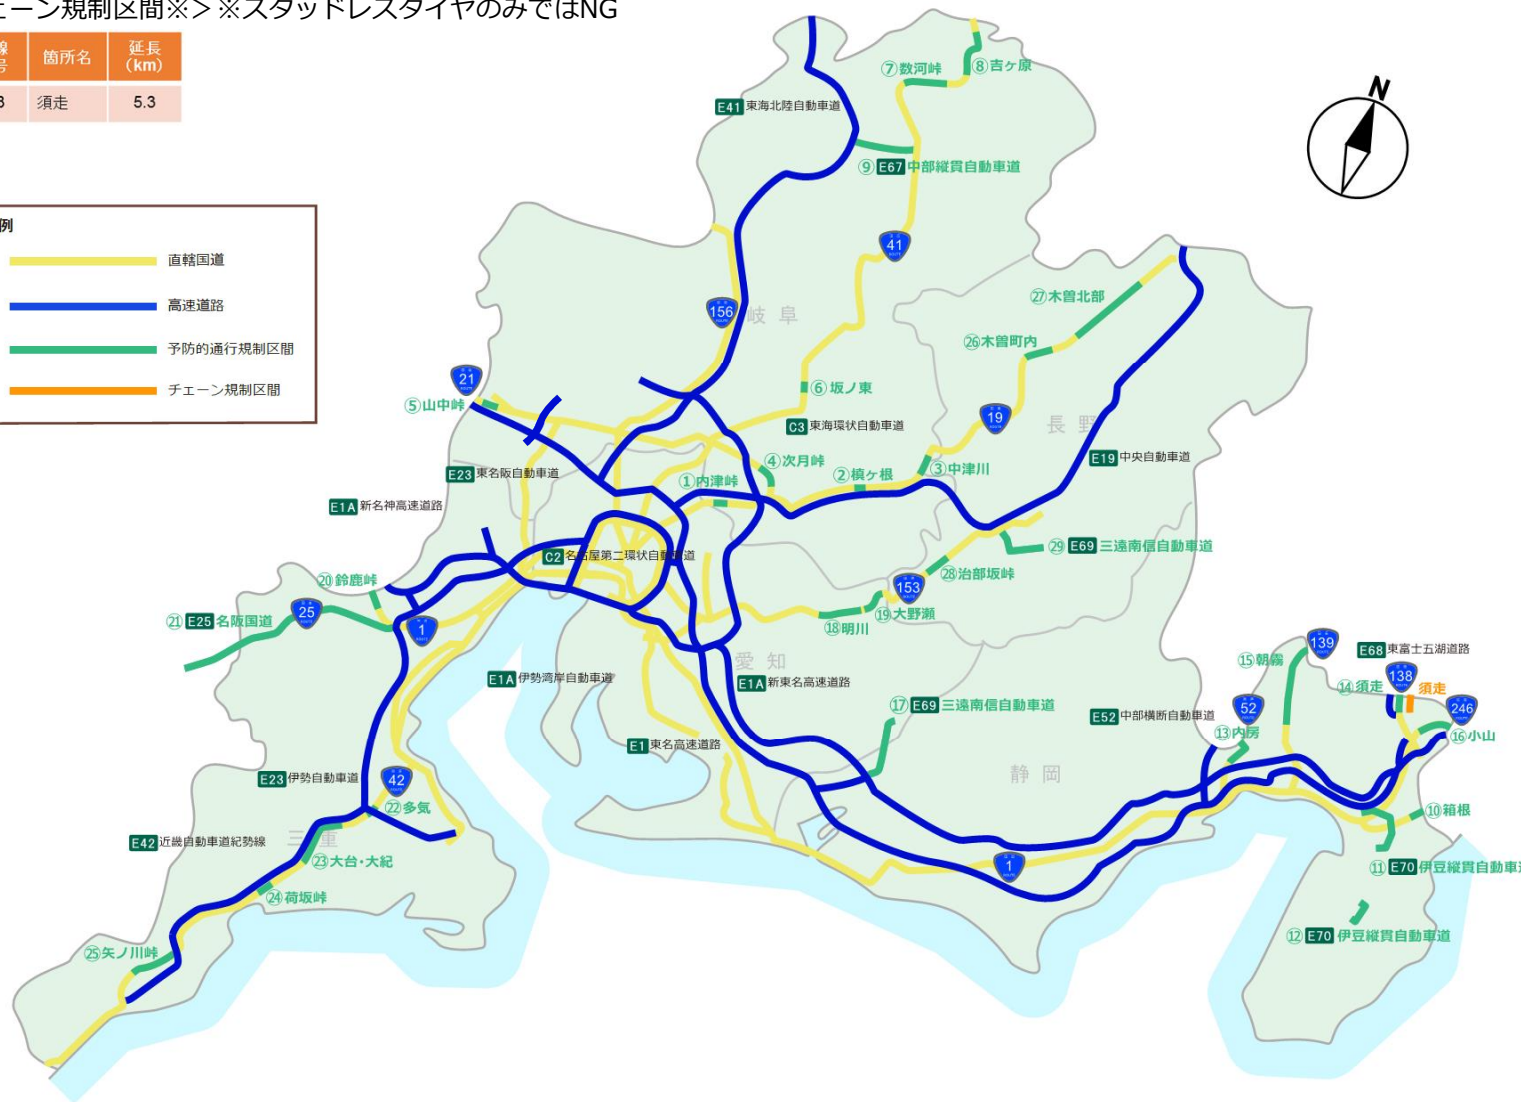 ェーン規制区間※＞※スタッドレスタイヤのみではNG
線
号
箇所名
延長
(km)
須走
5.3
例
直轄国道
高速道路
予防的通行規制区間
チェーン規制区間
N
E41 東海北陸自動車道
⑦数河峠
⑧吉ヶ原
⑨ E67 中部縦貫自動車道
41
156
岐 阜
㉗木曽北部
㉖木曽町内
21
⑤山中峠
⑥坂ノ東
19
長 野
C3 東海環状自動車道
E19 中央自動車道
E23 東名阪自動車道
④次月峠
①内津峠
②槙ヶ根
③中津川
E1A 新名神高速道路
C2 名古屋第二環状自動車道
㉙ E69 三遠南信自動車道
⑳鈴鹿峠
㉘治部坂峠
153
㉑ E25 名阪国道
25
1
⑱明川
⑲大野瀬
愛 知
139
E68 東富士五湖道路
⑮朝霧
138
⑭須走
須走
E1A 伊勢湾岸自動車道
E1A 新東名高速道路
⑰ E69 三遠南信自動車道
E52 中部横断自動車道
52
246
⑬内房
⑯小山
E1 東名高速道路
静 岡
E23 伊勢自動車道
42
㉒多気
⑩箱根
E42 近畿自動車道紀勢線
三 重
㉓大台・大紀
1
⑪ E70 伊豆縦貫自動車
㉔荷坂峠
⑫ E70 伊豆縦貫自動車道
㉕矢ノ川峠